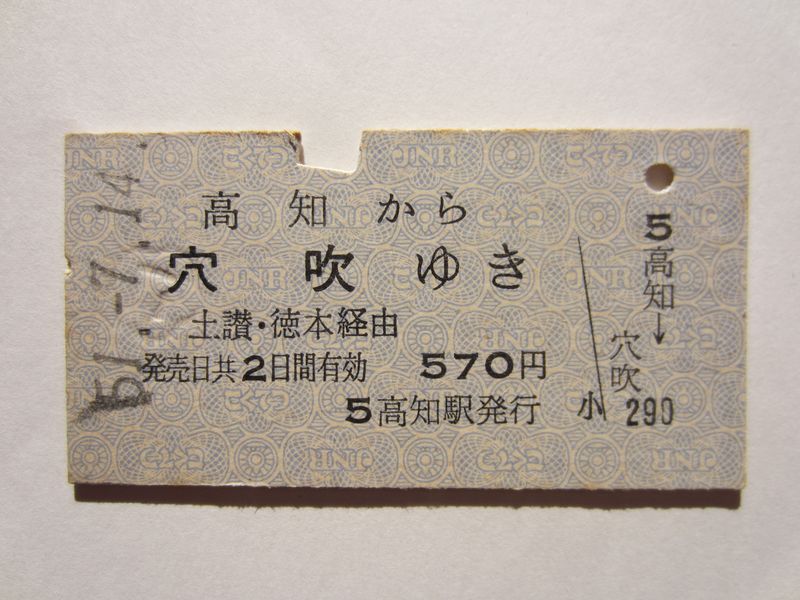 51.-7.14.
高知から
穴吹ゆき
土讃・徳本経由
発売日共2日間有効 570円
5高知駅発行
5
高知→
穴吹
小 290